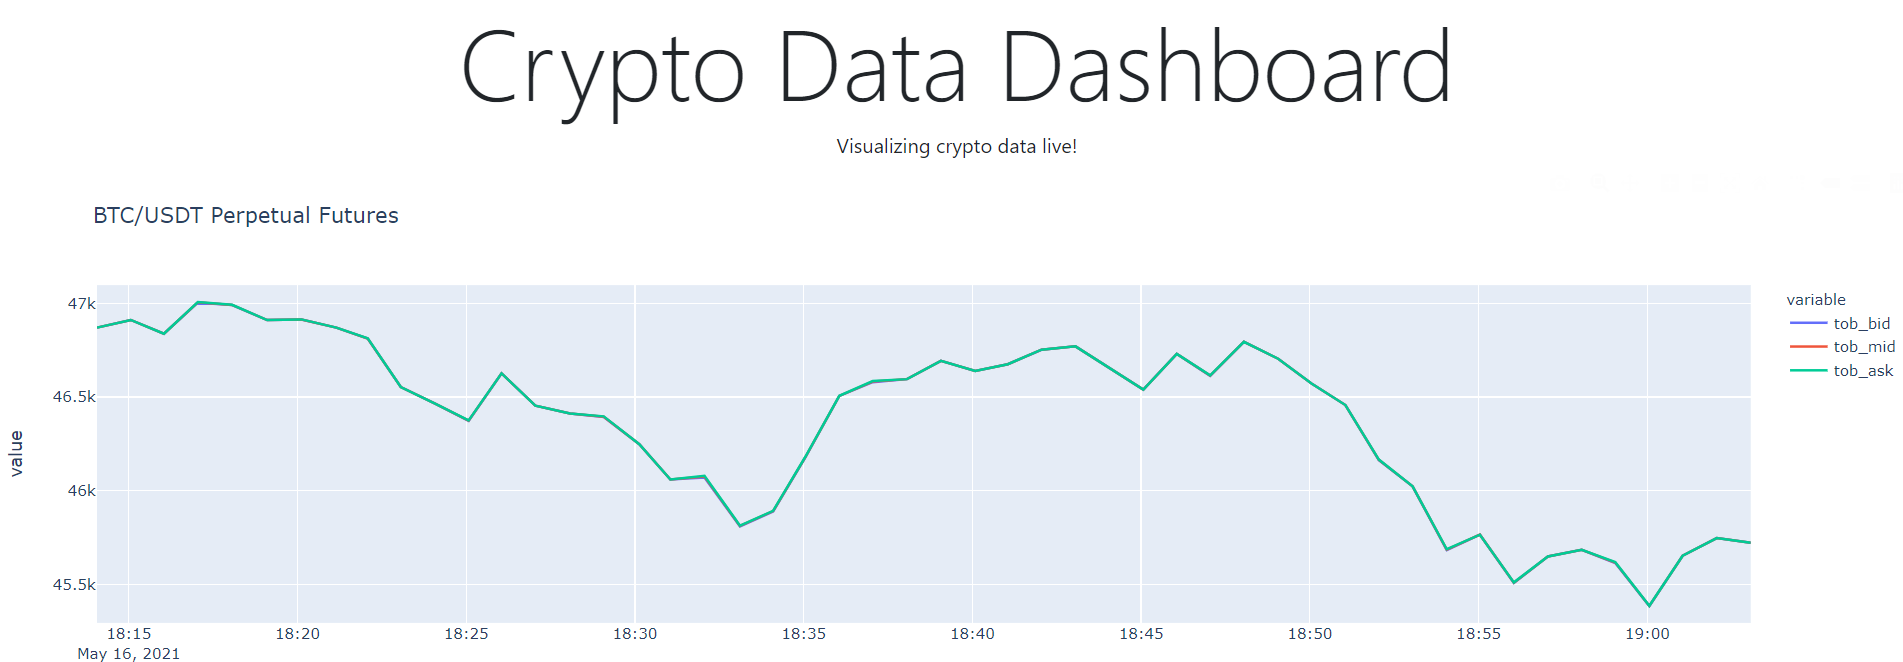 Crypto Data Dashboard
Visualizing crypto data live!
BTC/USDT Perpetual Futures
47k
46.5k
46k
45.5k
value
18:15 18:20 18:25 18:30 18:35 18:40 18:45 18:50 18:55 19:00
May 16, 2021
variable
tob_bid
tob_mid
tob_ask